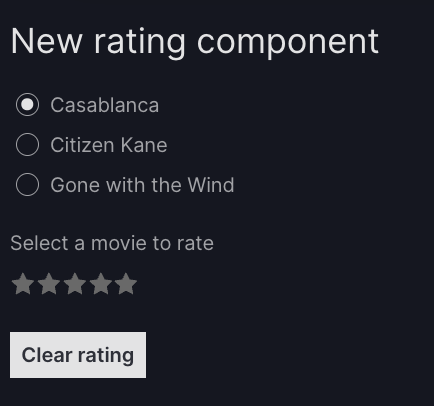 New rating component
Casablanca
Citizen Kane
Gone with the Wind
Select a movie to rate
Clear rating